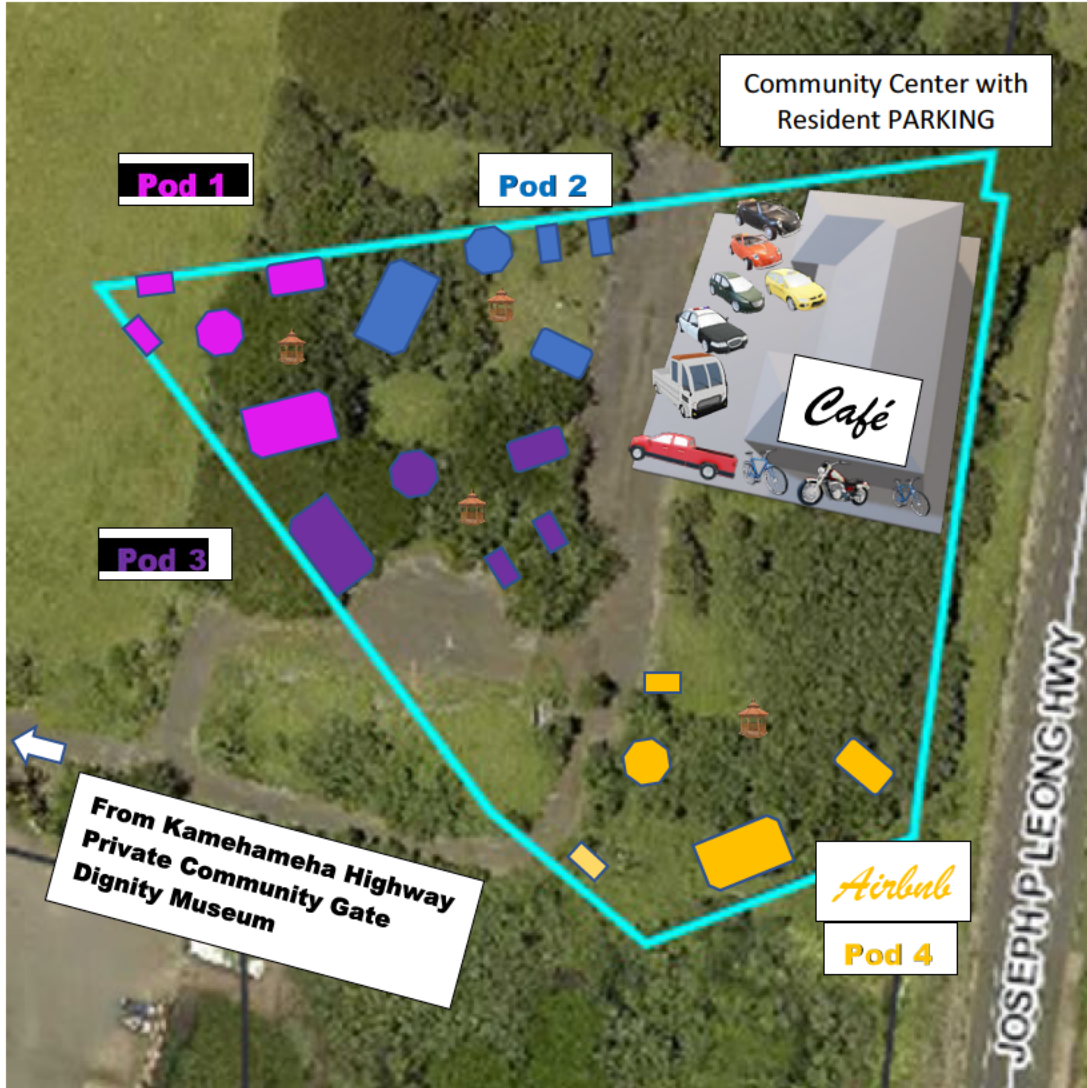 Community Center with
Resident PARKING
Pod 1
Pod 2
Café
Pod 3
From Kamehameha Highway
Private Community Gate
Dignity Museum
Airbnb
Pod 4
JOSEPH P LEONG HWY